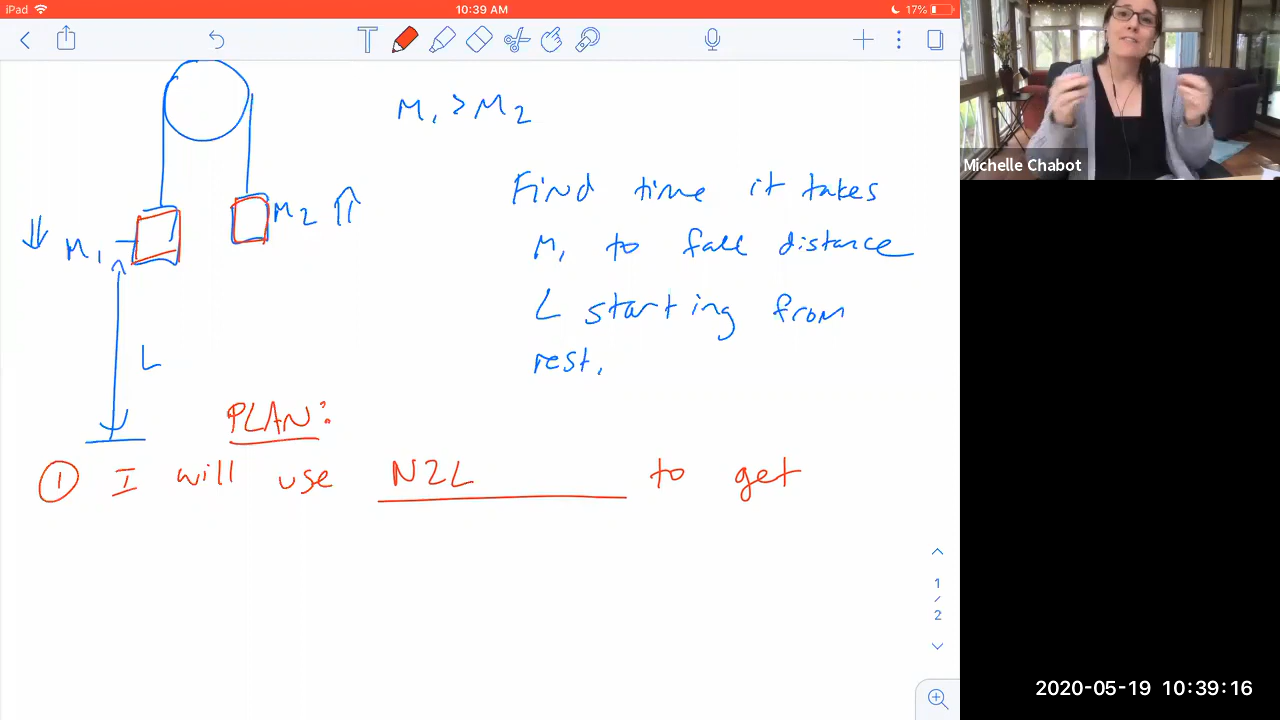 iPad
10:39 AM
17%
T
M₁ > M₂
Find time it takes
M₁ to fall distance
L starting from
rest.
M₂
M₁
L
PLAN:
① I will use N2L to get
1
/
2
Michelle Chabot
2020-05-19 10:39:16